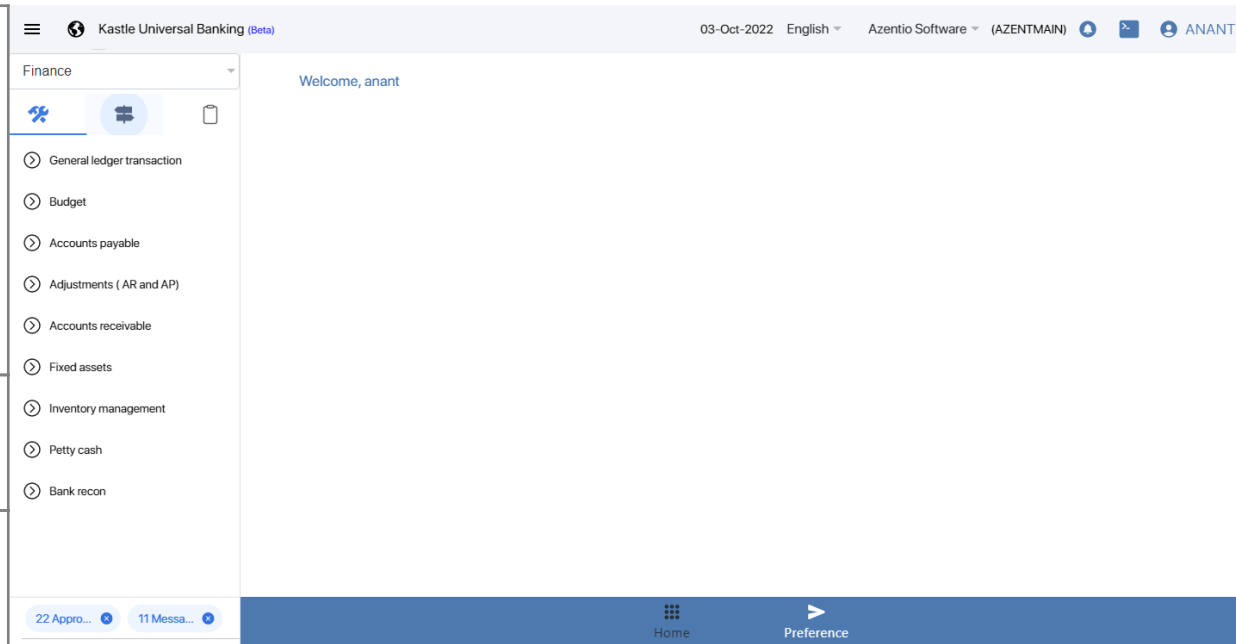 Kastle Universal Banking (Beta) 03-Oct-2022 English Azentio Software (AZENTMAIN) ANANT
Finance
Welcome, anant
General ledger transaction
Budget
Accounts payable
Adjustments ( AR and AP)
Accounts receivable
Fixed assets
Inventory management
Petty cash
Bank recon
22 Appro... 11 Messa...
Home Preference